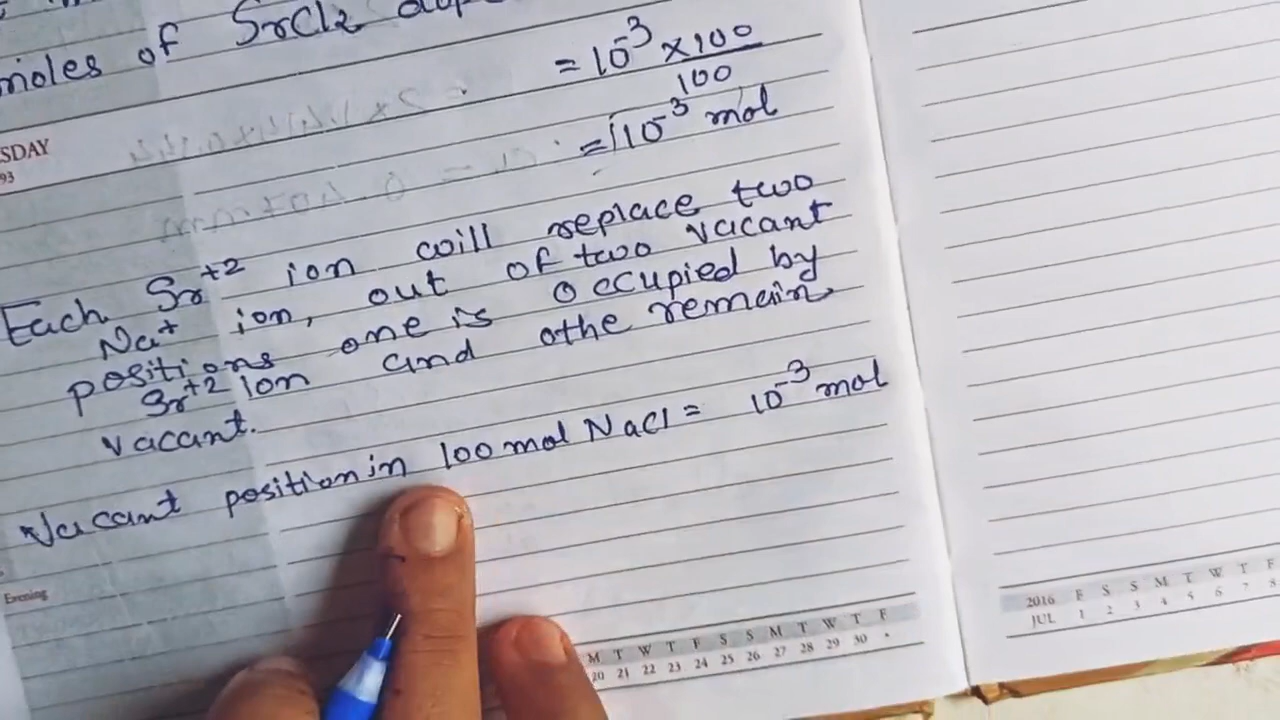 moles of SrCl2
= 10^-3 × 100
100
= 10^-3 mol
SDAY
93
Each Sr^+2 ion will replace two
Na^+ ion, out of two vacant
positions one is occupied by
Sr^+2 ion and othe remain
vacant.
Vacant position in 100 mol NaCl = 10^-3 mol
Evening
M T W T F S S M T W T F
20 21 22 23 24 25 26 27 28 29 30 •
2016 F S S M T W T F
JUL 1 2 3 4 5 6 7 8